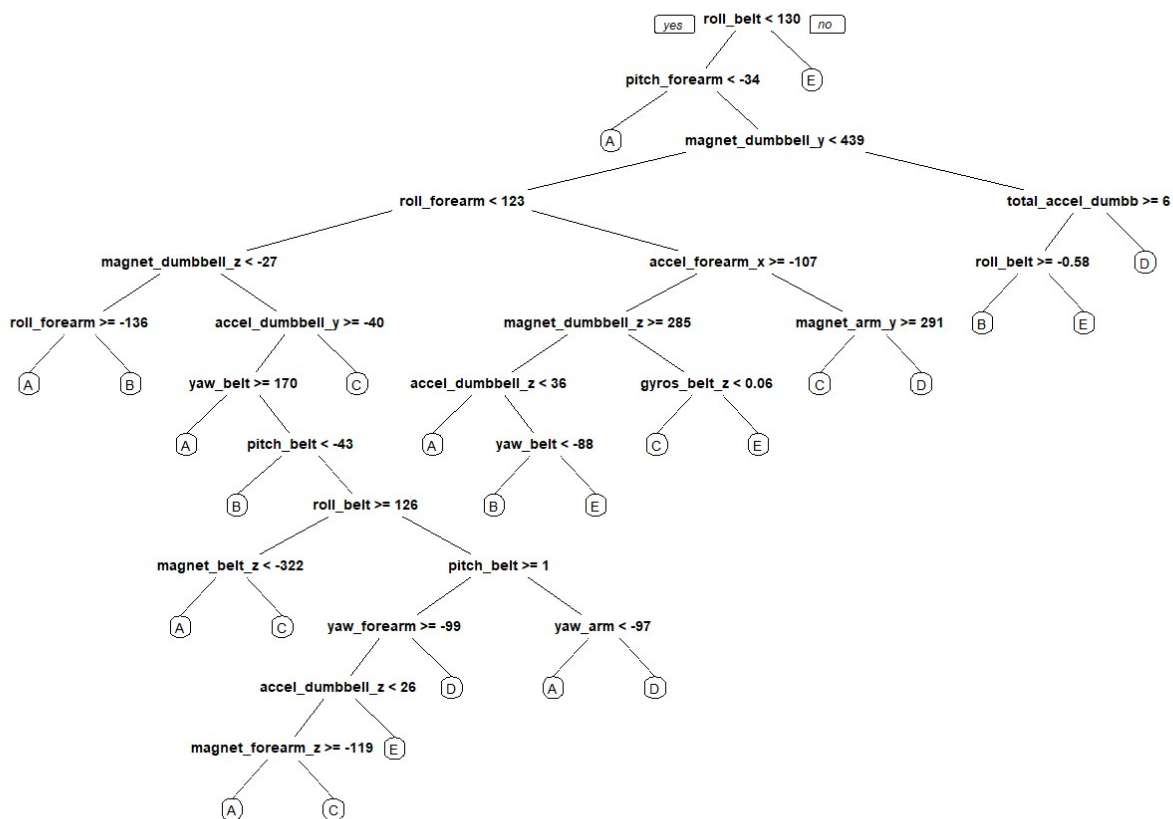 yes roll_belt < 130 no
pitch_forearm < -34 E
A magnet_dumbbell_y < 439
roll_forearm < 123 total_accel_dumbb >= 6
magnet_dumbbell_z < -27 accel_forearm_x >= -107 roll_belt >= -0.58 D
roll_forearm >= -136 accel_dumbbell_y >= -40 magnet_dumbbell_z >= 285 magnet_arm_y >= 291 B E
A B yaw_belt >= 170 C accel_dumbbell_z < 36 gyros_belt_z < 0.06 C D
A pitch_belt < -43 A yaw_belt < -88 C E
B roll_belt >= 126 B E
magnet_belt_z < -322 pitch_belt >= 1
A C yaw_forearm >= -99 yaw_arm < -97
accel_dumbbell_z < 26 D A D
magnet_forearm_z >= -119 E
A C